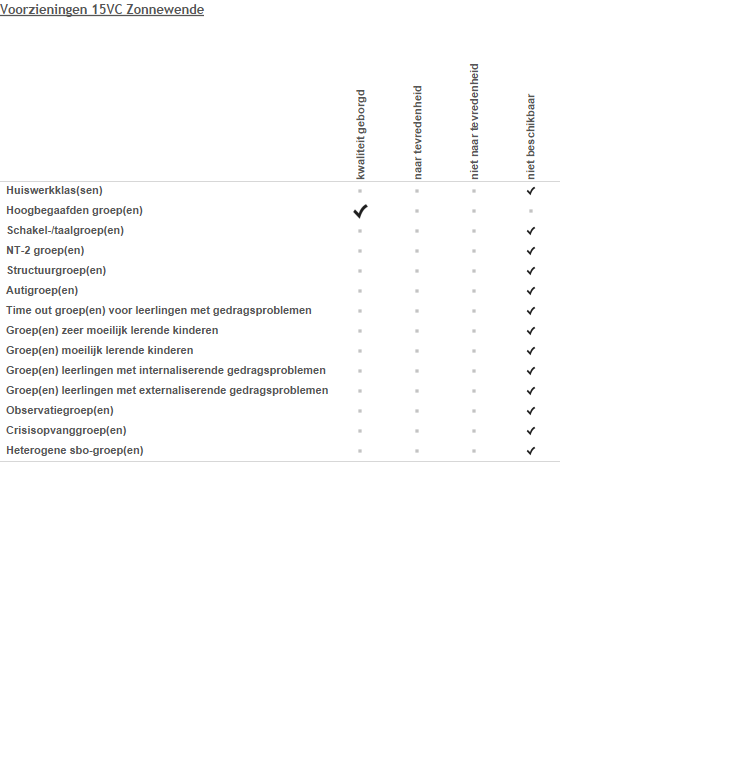 Voorzieningen 15VC Zonnewende
kwaliteit geborgd
naar tevredenheid
niet naar tevredenheid
niet beschikbaar
Huiswerkklas(sen)
Hoogbegaafden groep(en)
Schakel-/taalgroep(en)
NT-2 groep(en)
Structuurgroep(en)
Autigroep(en)
Time out groep(en) voor leerlingen met gedragsproblemen
Groep(en) zeer moeilijk lerende kinderen
Groep(en) moeilijk lerende kinderen
Groep(en) leerlingen met internaliserende gedragsproblemen
Groep(en) leerlingen met externaliserende gedragsproblemen
Observatiegroep(en)
Crisisopvanggroep(en)
Heterogene sbo-groep(en)